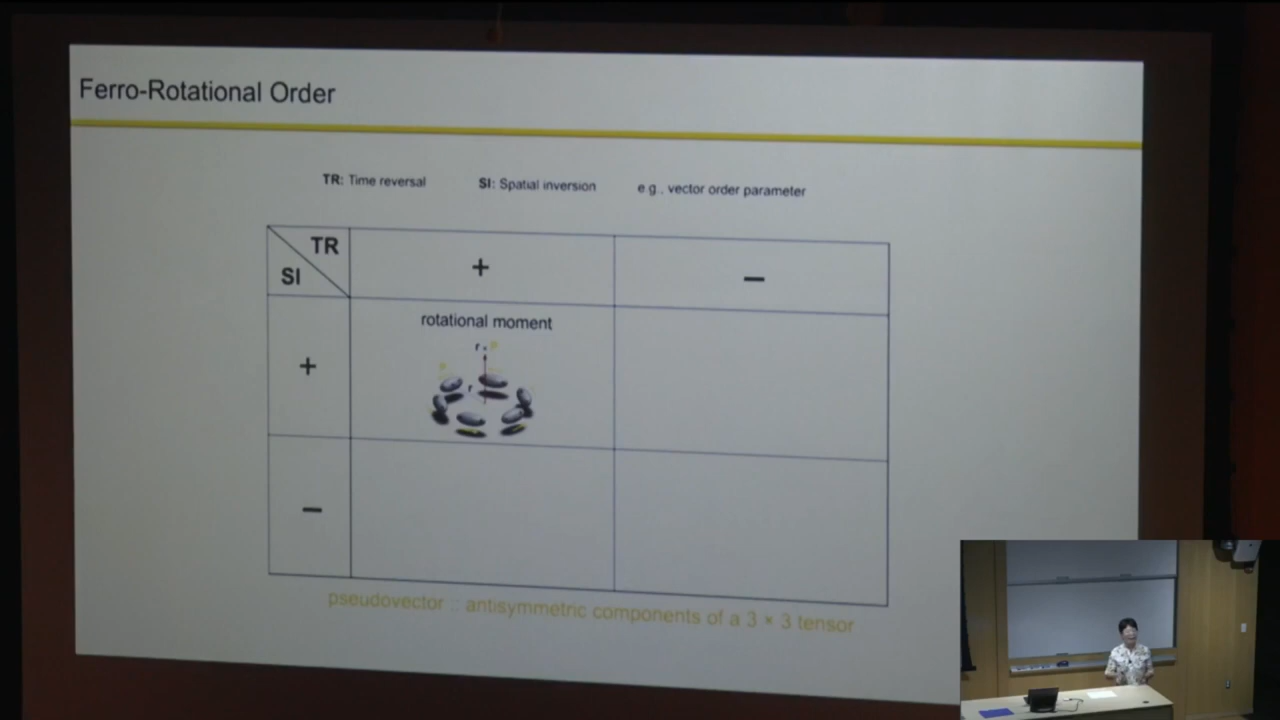 Ferro-Rotational Order
TR: Time reversal SI: Spatial inversion e.g., vector order parameter
TR
SI
+
−
+
rotational moment
r
−
pseudovector :: antisymmetric components of a 3 × 3 tensor